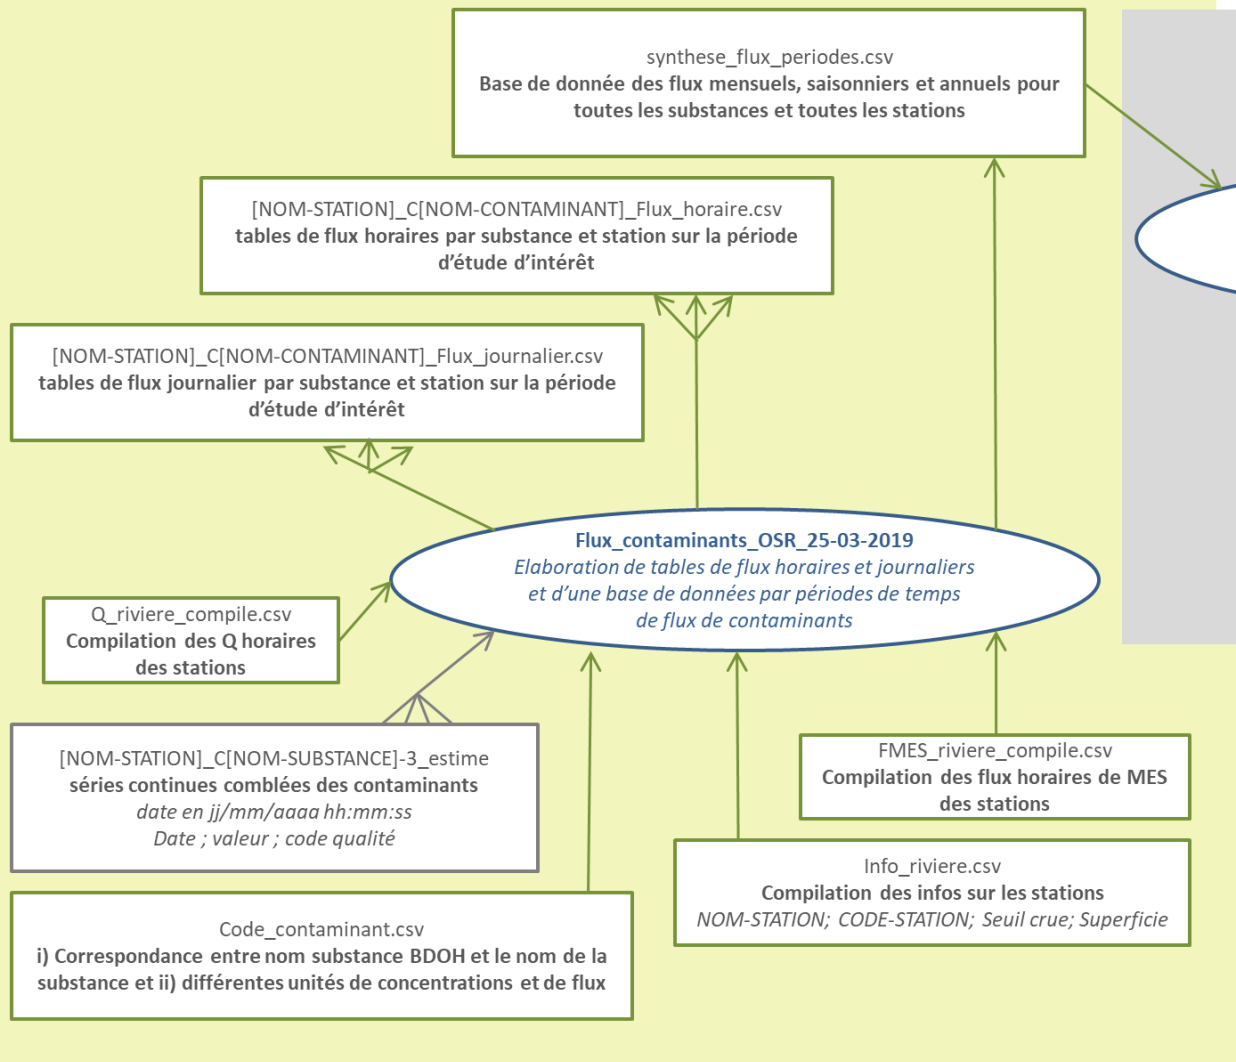 synthese_flux_periodes.csv
Base de donnée des flux mensuels, saisonniers et annuels pour
toutes les substances et toutes les stations
[NOM-STATION]_C[NOM-CONTAMINANT]_Flux_horaire.csv
tables de flux horaires par substance et station sur la période
d’étude d’intérêt
[NOM-STATION]_C[NOM-CONTAMINANT]_Flux_journalier.csv
tables de flux journalier par substance et station sur la période
d’étude d’intérêt
Flux_contaminants_OSR_25-03-2019
Elaboration de tables de flux horaires et journaliers
et d’une base de données par périodes de temps
de flux de contaminants
Q_riviere_compile.csv
Compilation des Q horaires
des stations
[NOM-STATION]_C[NOM-SUBSTANCE]-3_estime
séries continues comblées des contaminants
date en jj/mm/aaaa hh:mm:ss
Date ; valeur ; code qualité
FMES_riviere_compile.csv
Compilation des flux horaires de MES
des stations
Info_riviere.csv
Compilation des infos sur les stations
NOM-STATION; CODE-STATION; Seuil crue; Superficie
Code_contaminant.csv
i) Correspondance entre nom substance BDOH et le nom de la
substance et ii) différentes unités de concentrations et de flux